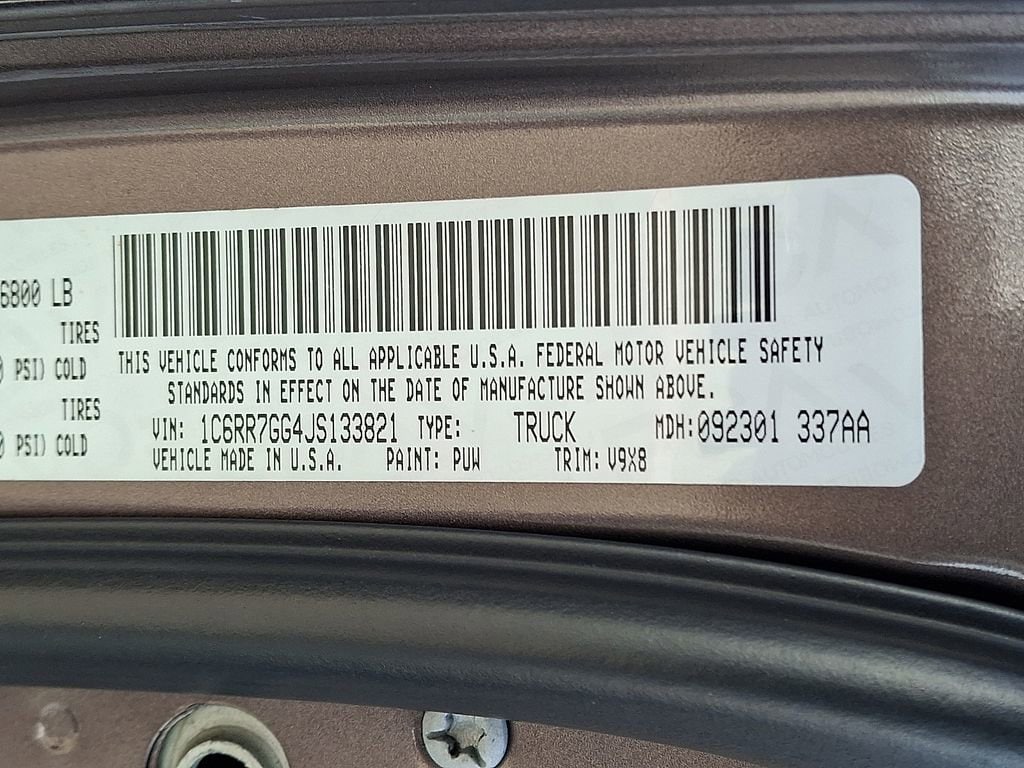 6800 LB
TIRES
PSI) COLD
THIS VEHICLE CONFORMS TO ALL APPLICABLE U.S.A. FEDERAL MOTOR VEHICLE SAFETY
STANDARDS IN EFFECT ON THE DATE OF MANUFACTURE SHOWN ABOVE.
TIRES
PSI) COLD
VIN: 1C6RR7GG4JS133821 TYPE: TRUCK MDH: 092301 337AA
VEHICLE MADE IN U.S.A. PAINT: PUW TRIM: V9X8